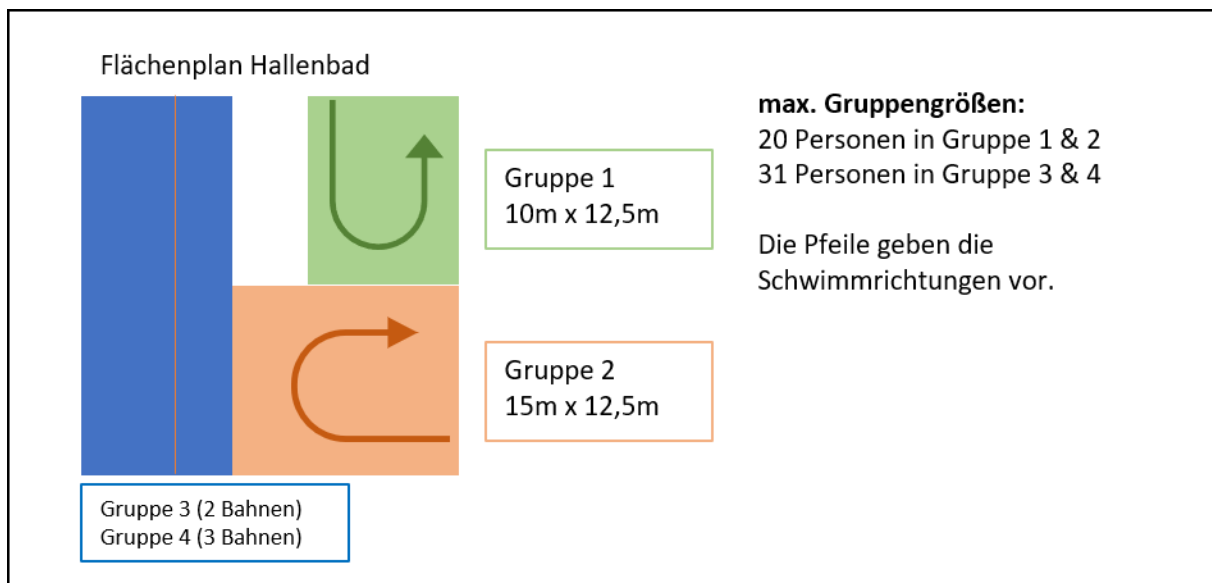 Flächenplan Hallenbad
max. Gruppengrößen:
20 Personen in Gruppe 1 & 2
31 Personen in Gruppe 3 & 4
Die Pfeile geben die
Schwimmrichtungen vor.
Gruppe 1
10m x 12,5m
Gruppe 2
15m x 12,5m
Gruppe 3 (2 Bahnen)
Gruppe 4 (3 Bahnen)